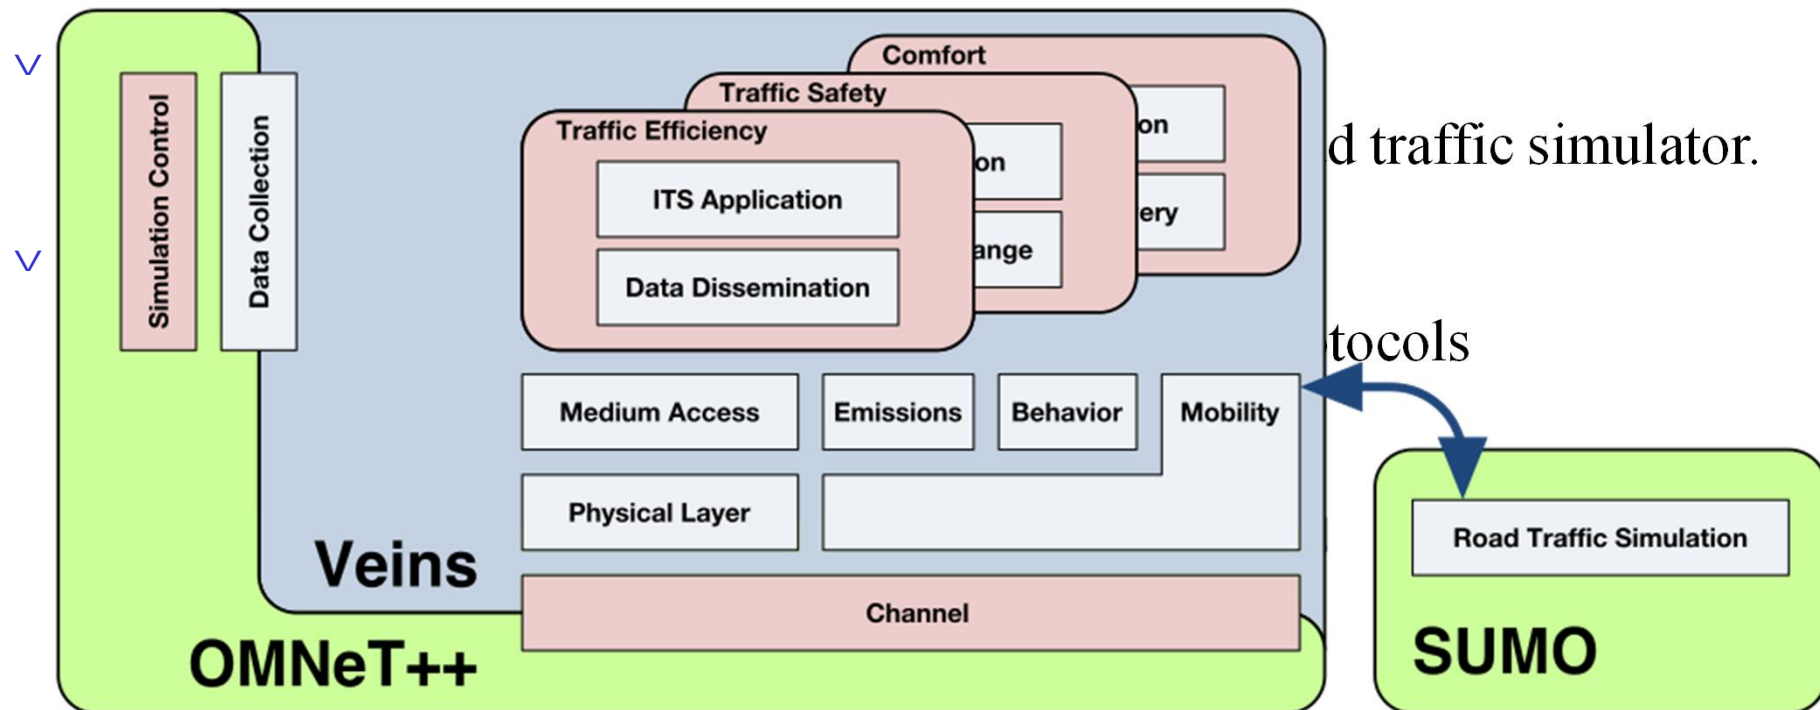 Comfort
Traffic Safety
Traffic Efficiency
Simulation Control
Data Collection
on
d traffic simulator.
on
ITS Application
ery
ange
Data Dissemination
tocols
Medium Access
Emissions
Behavior
Mobility
Physical Layer
Road Traffic Simulation
Veins
Channel
SUMO
OMNeT++